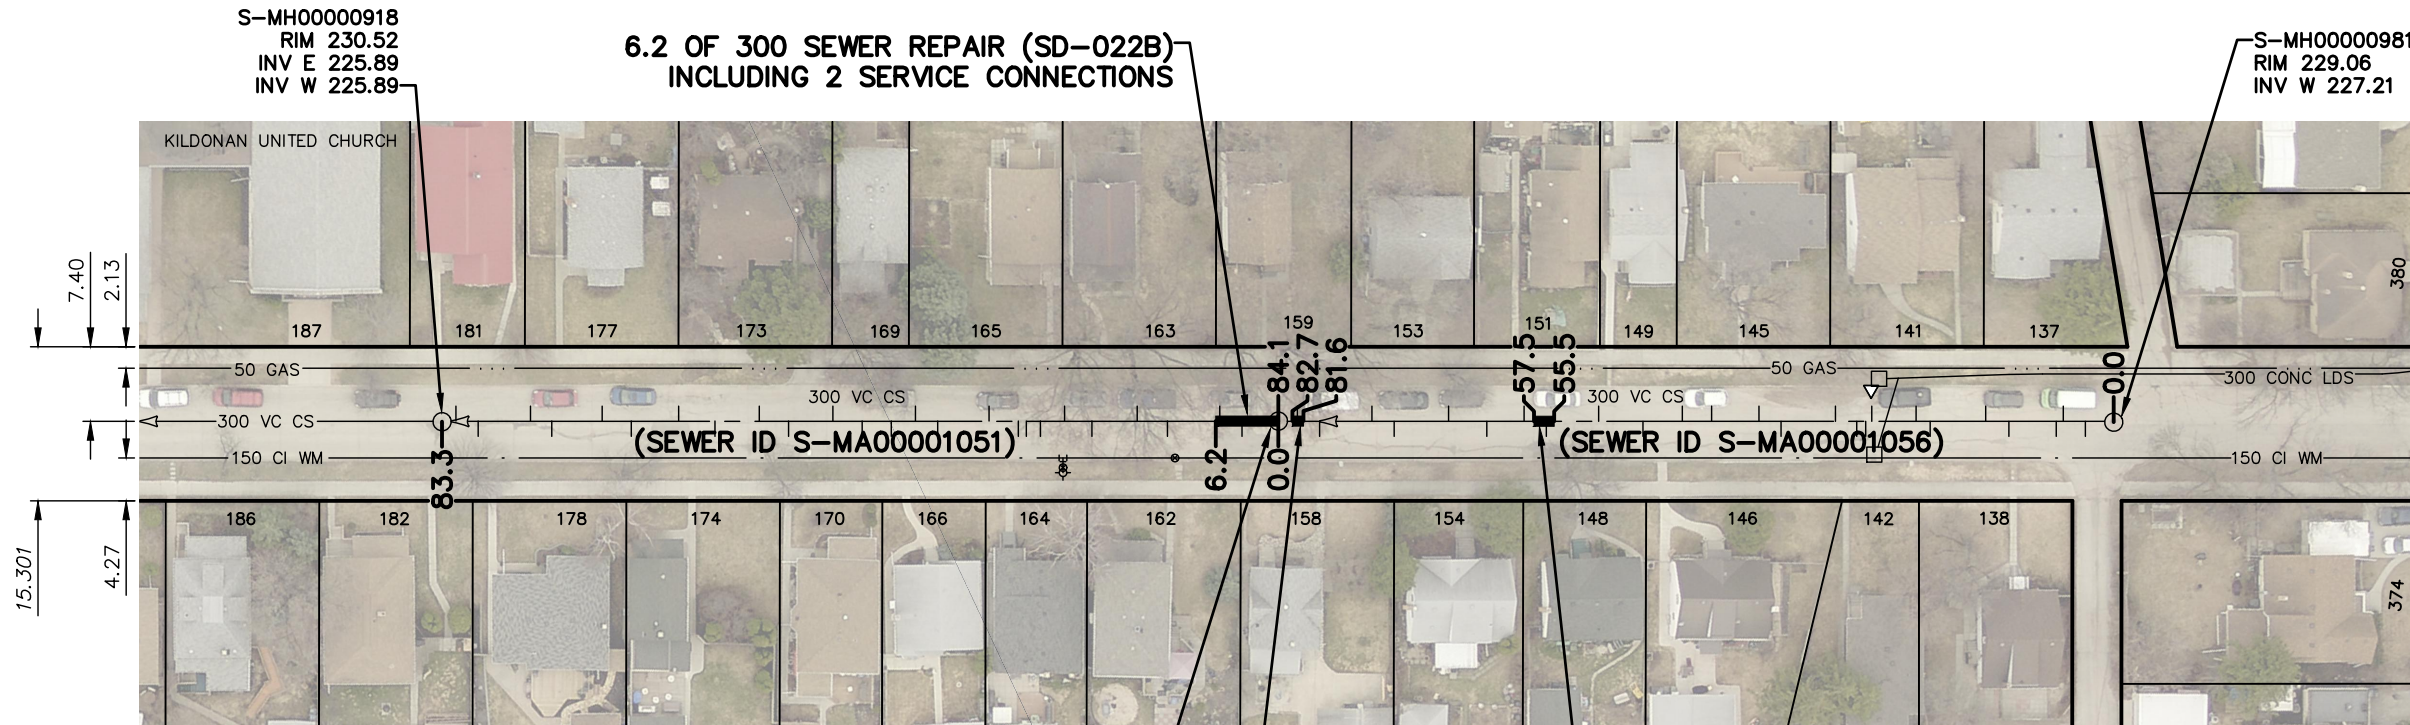 S-MH00000918
RIM 230.52
INV E 225.89
INV W 225.89
6.2 OF 300 SEWER REPAIR (SD-022B)
INCLUDING 2 SERVICE CONNECTIONS
S-MH00000981
RIM 229.06
INV W 227.21
KILDONAN UNITED CHURCH
380
7.40
2.13
187
181
177
173
169
165
163
159
153
151
149
145
141
137
84.1
82.7
81.6
57.5
55.5
0.0
50 GAS
50 GAS
300 CONC LDS
300 VC CS
300 VC CS
300 VC CS
(SEWER ID S-MA00001051)
(SEWER ID S-MA00001056)
150 CI WM
150 CI WM
83.3
6.2
0.0
15.301
4.27
186
182
178
174
170
166
164
162
158
154
148
146
142
138
374